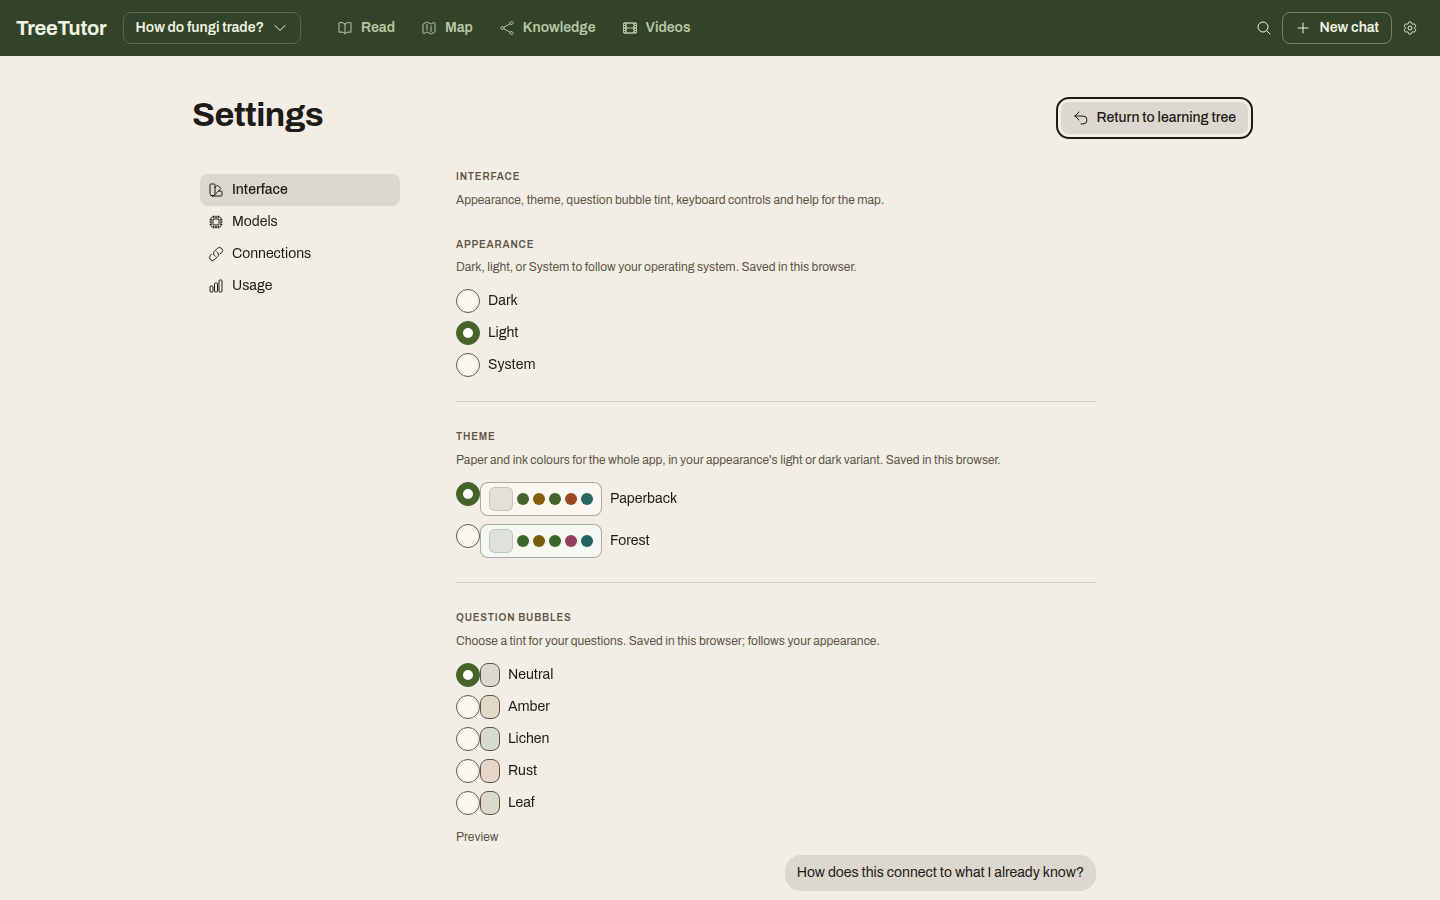 TreeTutor
How do fungi trade?
Read
Map
Knowledge
Videos
New chat
Settings
Return to learning tree
Interface
Models
Connections
Usage
INTERFACE
Appearance, theme, question bubble tint, keyboard controls and help for the map.
APPEARANCE
Dark, light, or System to follow your operating system. Saved in this browser.
Dark
Light
System
THEME
Paper and ink colours for the whole app, in your appearance's light or dark variant. Saved in this browser.
Paperback
Forest
QUESTION BUBBLES
Choose a tint for your questions. Saved in this browser; follows your appearance.
Neutral
Amber
Lichen
Rust
Leaf
Preview
How does this connect to what I already know?